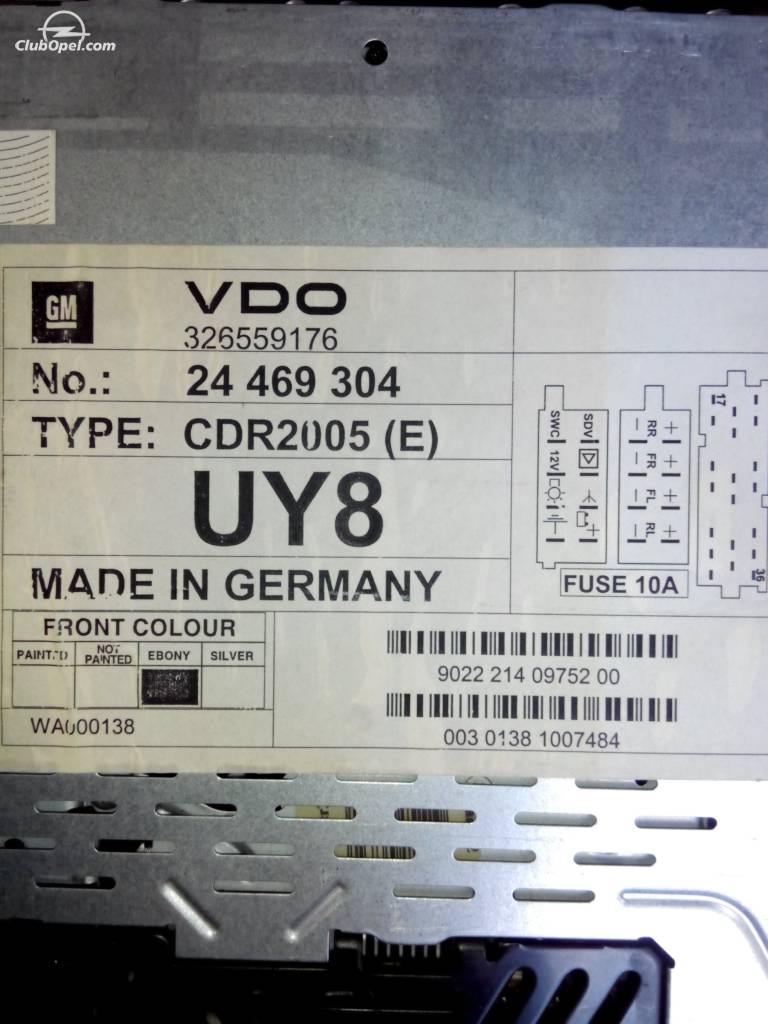 ClubOpel.com
GM
VDO
326559176
No.: 24 469 304
TYPE: CDR2005 (E)
UY8
MADE IN GERMANY
17
SWC 12V
SDV
RR FR FL RL
36
FUSE 10A
FRONT COLOUR
PAINTED NOT PAINTED EBONY SILVER
WA000138
9022 214 09752 00
003 0138 1007484